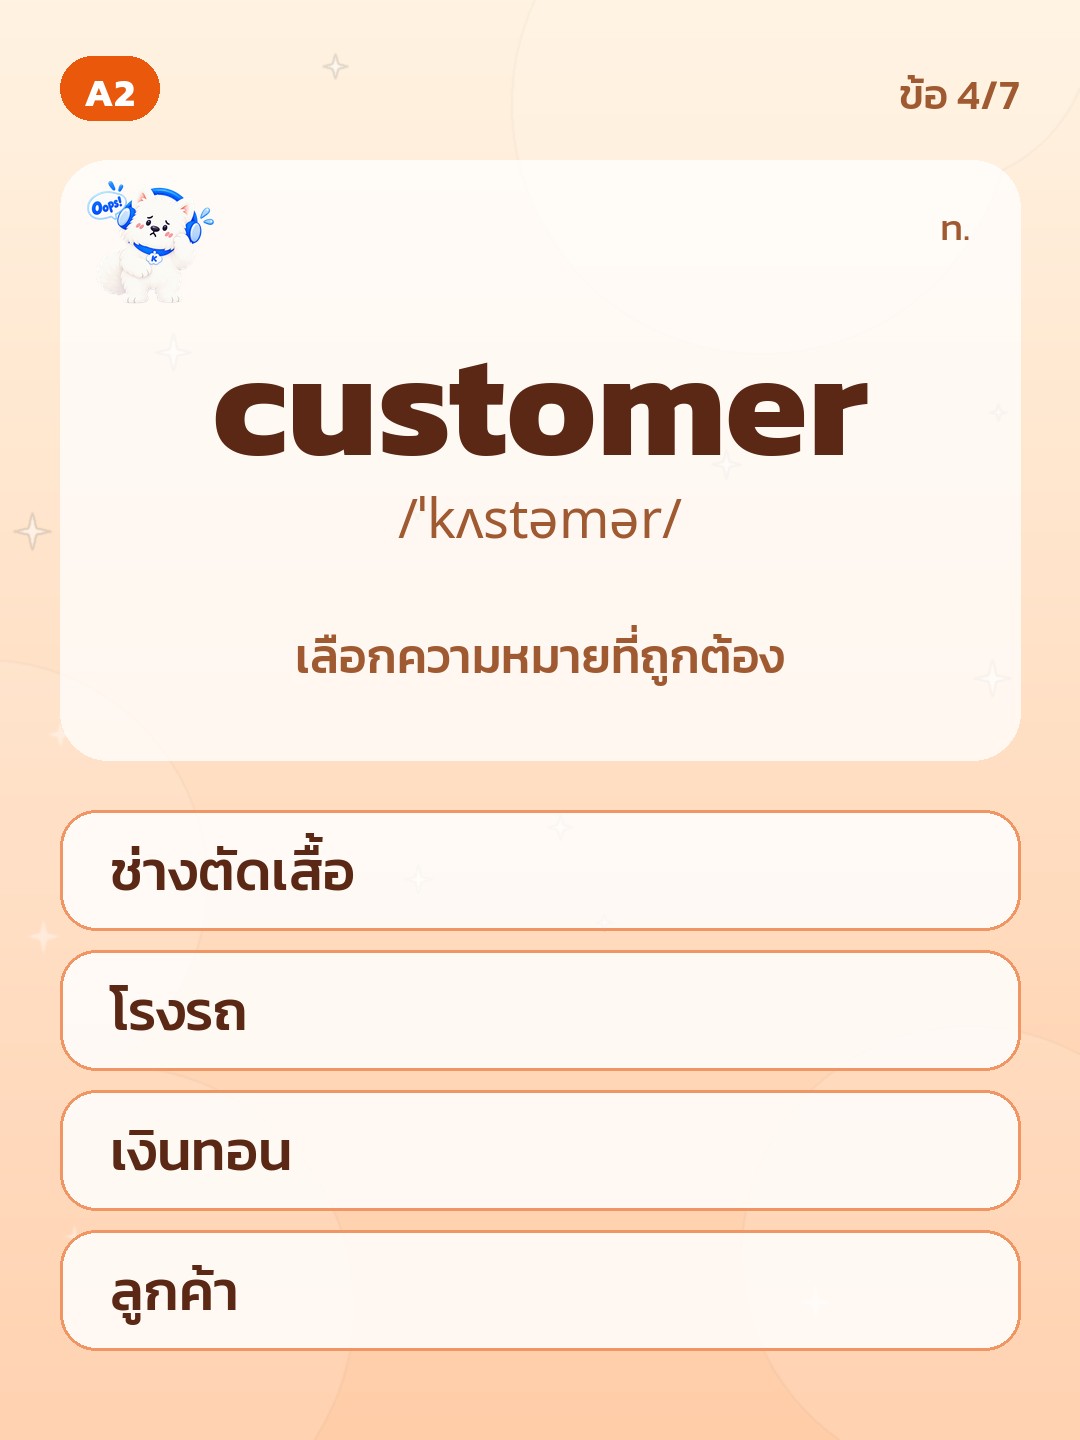 A2
ข้อ 4/7
Oops!
n.
K
customer
/ˈkʌstəmər/
เลือกความหมายที่ถูกต้อง
ช่างตัดเสื้อ
โรงรถ
เงินทอน
ลูกค้า